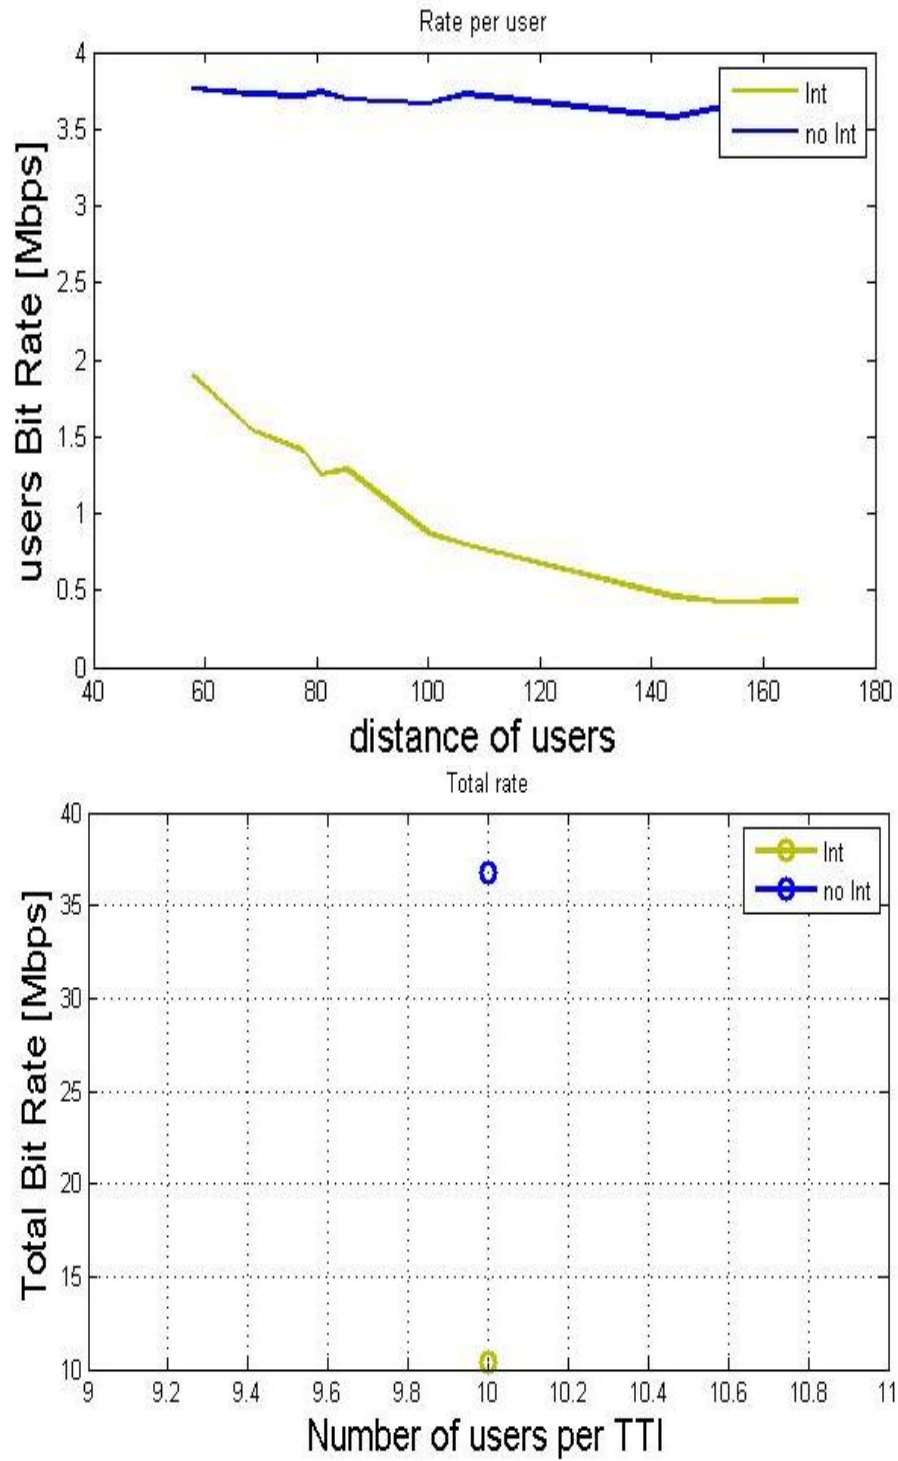 Rate per user
4
3.5
3
2.5
2
1.5
1
0.5
0
users Bit Rate [Mbps]
Int
no Int
40 60 80 100 120 140 160 180
distance of users
Total rate
40
35
30
25
20
15
10
Total Bit Rate [Mbps]
Int
no Int
9 9.2 9.4 9.6 9.8 10 10.2 10.4 10.6 10.8 11
Number of users per TTI